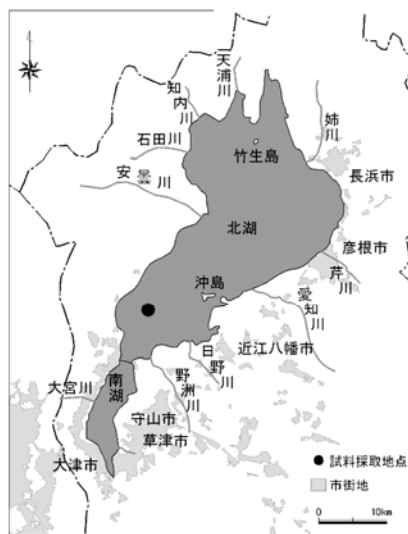 4
天浦川
知内川
姉川
石田川
竹生島
長浜市
安曇川
北湖
彦根市
芹川
沖島
愛知川
近江八幡市
日野川
大宮川
南湖
野洲川
守山市
草津市
大津市
試料採取地点
市街地
0 10km